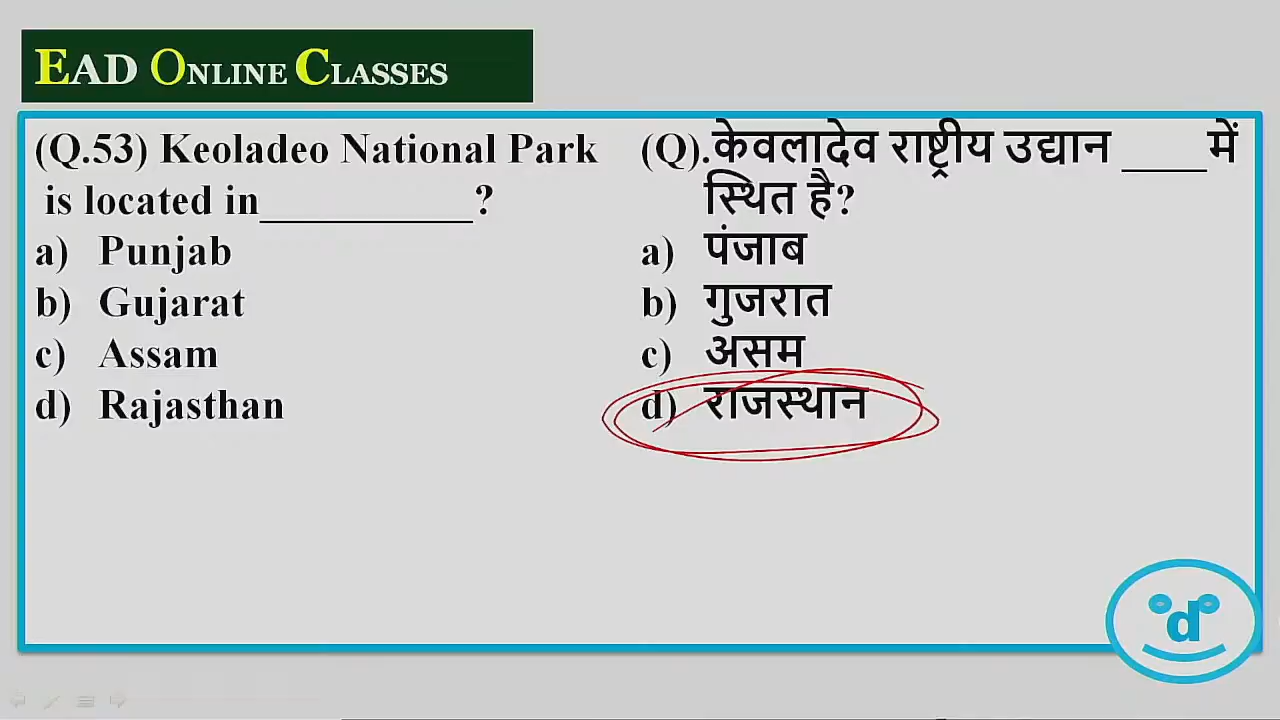 EAD ONLINE CLASSES
(Q.53) Keoladeo National Park
is located in__________?
a) Punjab
b) Gujarat
c) Assam
d) Rajasthan
(Q).केवलादेव राष्ट्रीय उद्यान ____में
स्थित है?
a) पंजाब
b) गुजरात
c) असम
d) राजस्थान
d